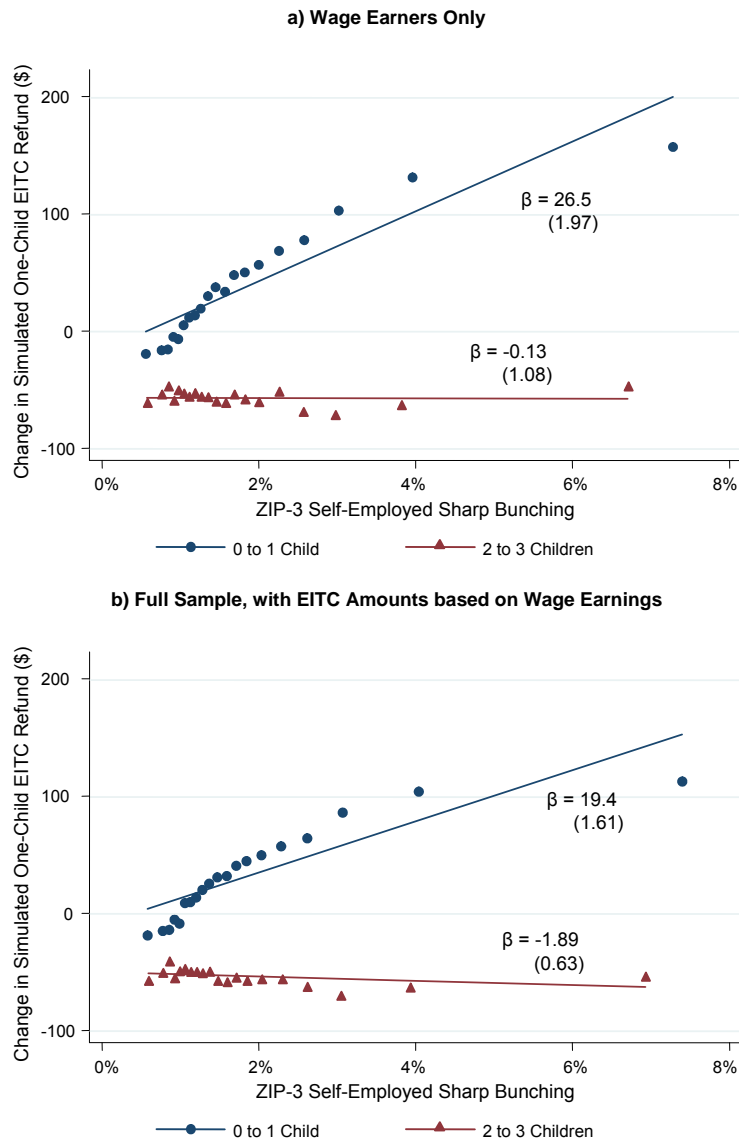 a) Wage Earners Only
Change in Simulated One-Child EITC Refund ($)
200
100
0
-100
β = 26.5
(1.97)
β = -0.13
(1.08)
0% 2% 4% 6% 8%
ZIP-3 Self-Employed Sharp Bunching
0 to 1 Child 2 to 3 Children
b) Full Sample, with EITC Amounts based on Wage Earnings
Change in Simulated One-Child EITC Refund ($)
200
100
0
-100
β = 19.4
(1.61)
β = -1.89
(0.63)
0% 2% 4% 6% 8%
ZIP-3 Self-Employed Sharp Bunching
0 to 1 Child 2 to 3 Children